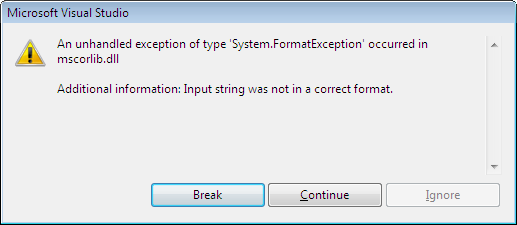 Microsoft Visual Studio
An unhandled exception of type 'System.FormatException' occurred in
mscorlib.dll
Additional information: Input string was not in a correct format.
Break
Continue
Ignore